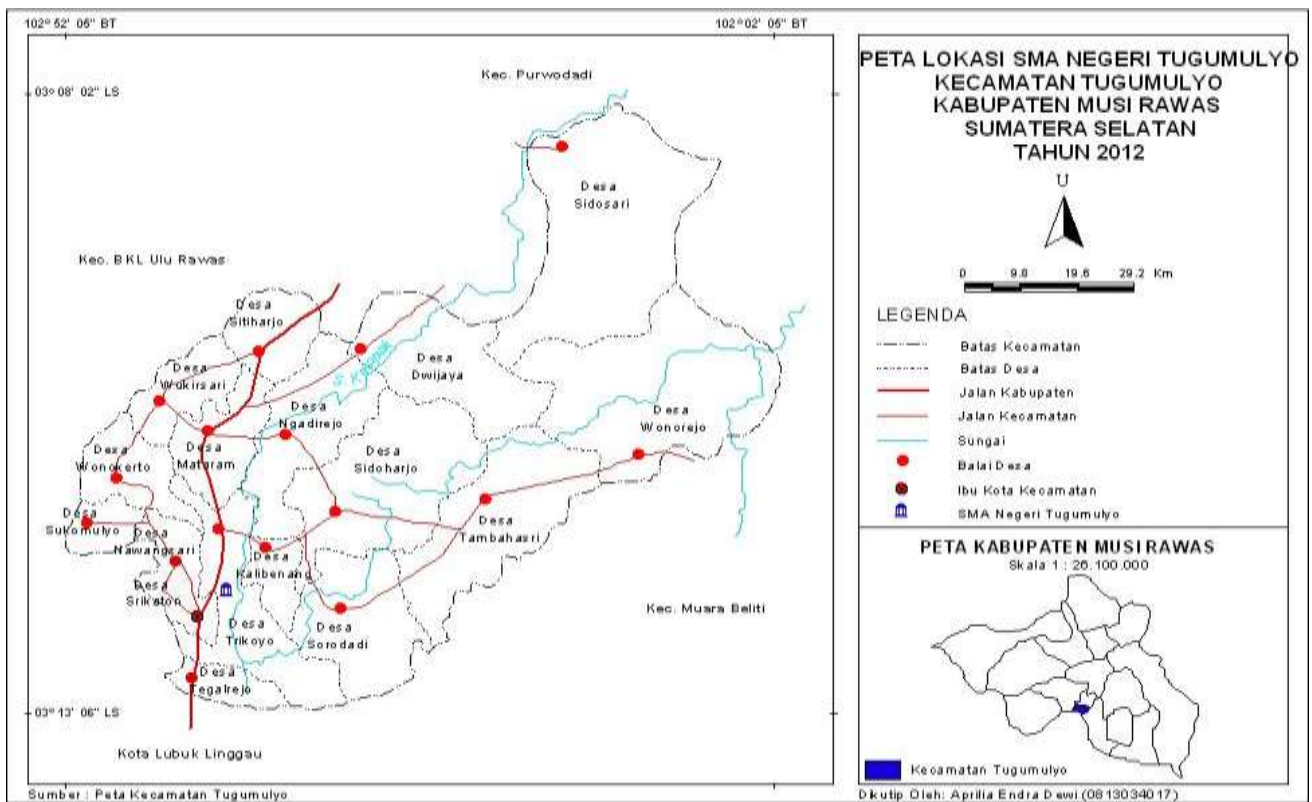 102° 52' 05" BT
102° 02' 05" BT
03° 08' 02" LS
Kec. Purwodadi
Desa
Sidosari
Kec. BKL Ulu Rawas
Desa
Sitiharjo
S. Kelingi
Desa
Dwijaya
Desa
Wukirsari
Desa
Ngadirejo
Desa
Wonorejo
Desa
Wonokerto
Desa
Mataram
Desa
Sidoharjo
Desa
Sukomulyo
Desa
Nawangsari
Desa
Tambahasri
Desa
Kalibenang
Desa
Srikaton
Desa
Trikoyo
Desa
Sorodadi
Kec. Muara Beliti
Desa
Tegalrejo
03° 13' 06" LS
Kota Lubuk Linggau
Sumber : Peta Kecamatan Tugumulyo
PETA LOKASI SMA NEGERI TUGUMULYO
KECAMATAN TUGUMULYO
KABUPATEN MUSI RAWAS
SUMATERA SELATAN
TAHUN 2012
U
0 9.8 19.6 29.2 Km
LEGENDA
Batas Kecamatan
Batas Desa
Jalan Kabupaten
Jalan Kecamatan
Sungai
Balai Desa
Ibu Kota Kecamatan
SMA Negeri Tugumulyo
PETA KABUPATEN MUSI RAWAS
Skala 1 : 26.100.000
Kecamatan Tugumulyo
Dikutip Oleh: Aprilia Endra Dewi (0813034017)